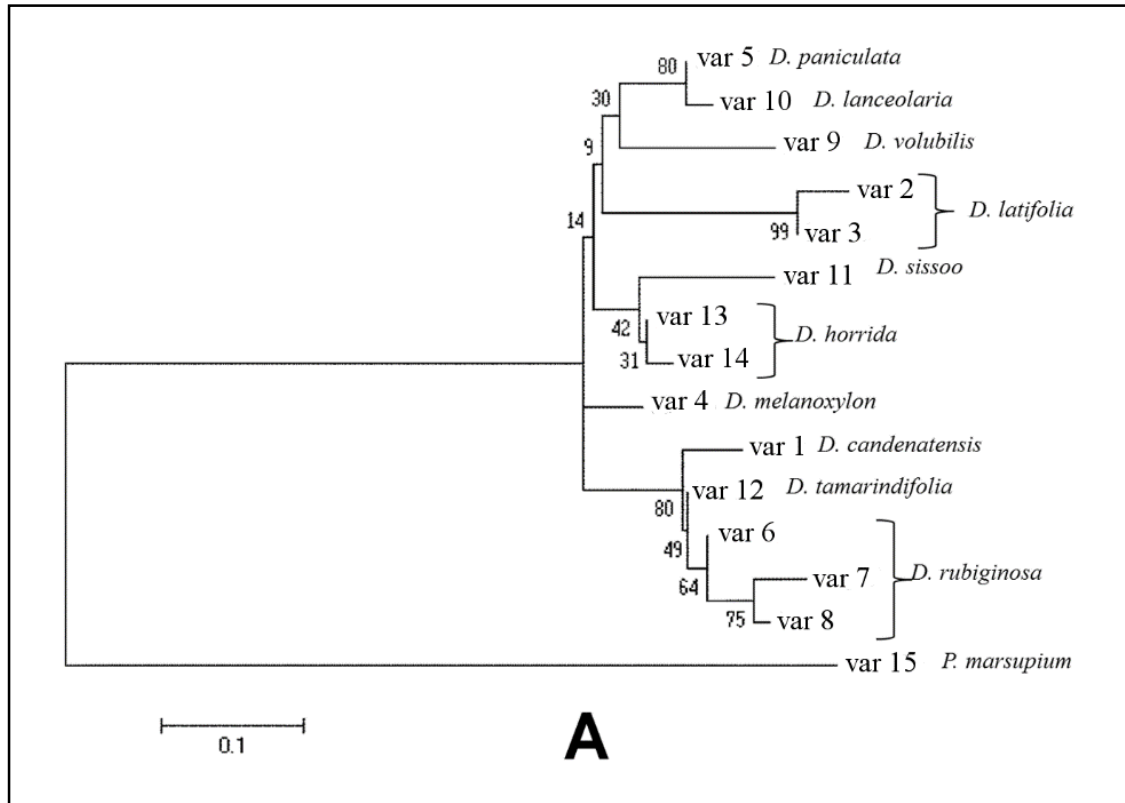 80 var 5 D. paniculata
30 var 10 D. lanceolaria
9 var 9 D. volubilis
14 var 2
99 var 3
D. latifolia
var 11 D. sissoo
42 var 13
31 var 14
D. horrida
var 4 D. melanoxylon
var 1 D. candenatensis
80 var 12 D. tamarindifolia
49 var 6
64 var 7
75 var 8
D. rubiginosa
var 15 P. marsupium
0.1
A